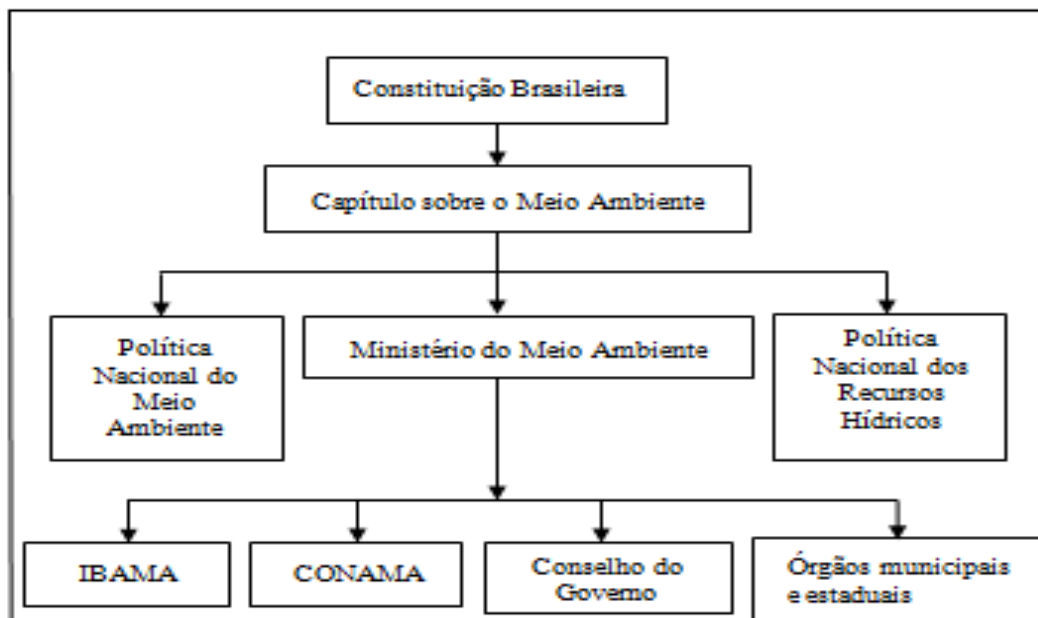 Constituição Brasileira
Capítulo sobre o Meio Ambiente
Política
Nacional do
Meio
Ambiente
Ministério do Meio Ambiente
Política
Nacional dos
Recursos
Hídricos
IBAMA
CONAMA
Conselho do
Governo
Órgãos municipais
e estaduais